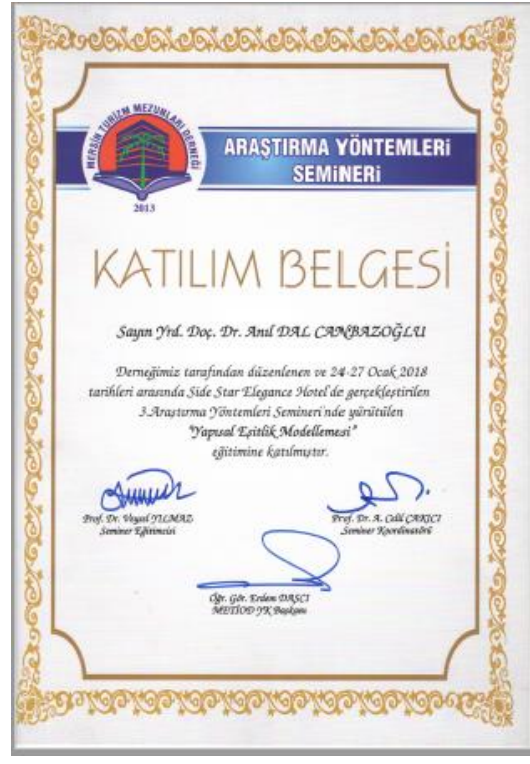 MERSİN TURİZM MEZUNLARI DERNEĞİ
2013
ARAŞTIRMA YÖNTEMLERİ
SEMİNERİ
KATILIM BELGESİ
Sayın Yrd. Doç. Dr. Anıl DAL CANBAZOĞLU
Derneğimiz tarafından düzenlenen ve 24-27 Ocak 2018
tarihleri arasında Side Star Elegance Hotel'de gerçekleştirilen
3.Araştırma Yöntemleri Semineri'nde yürütülen
"Yapısal Eşitlik Modellemesi"
eğitimine katılmıştır.
Prof. Dr. Veysel YILMAZ
Seminer Eğitimcisi
Prof. Dr. A. Celil ÇAKICI
Seminer Koordinatörü
Öğr. Gör. Erdem DAŞCI
METİOD YK Başkanı